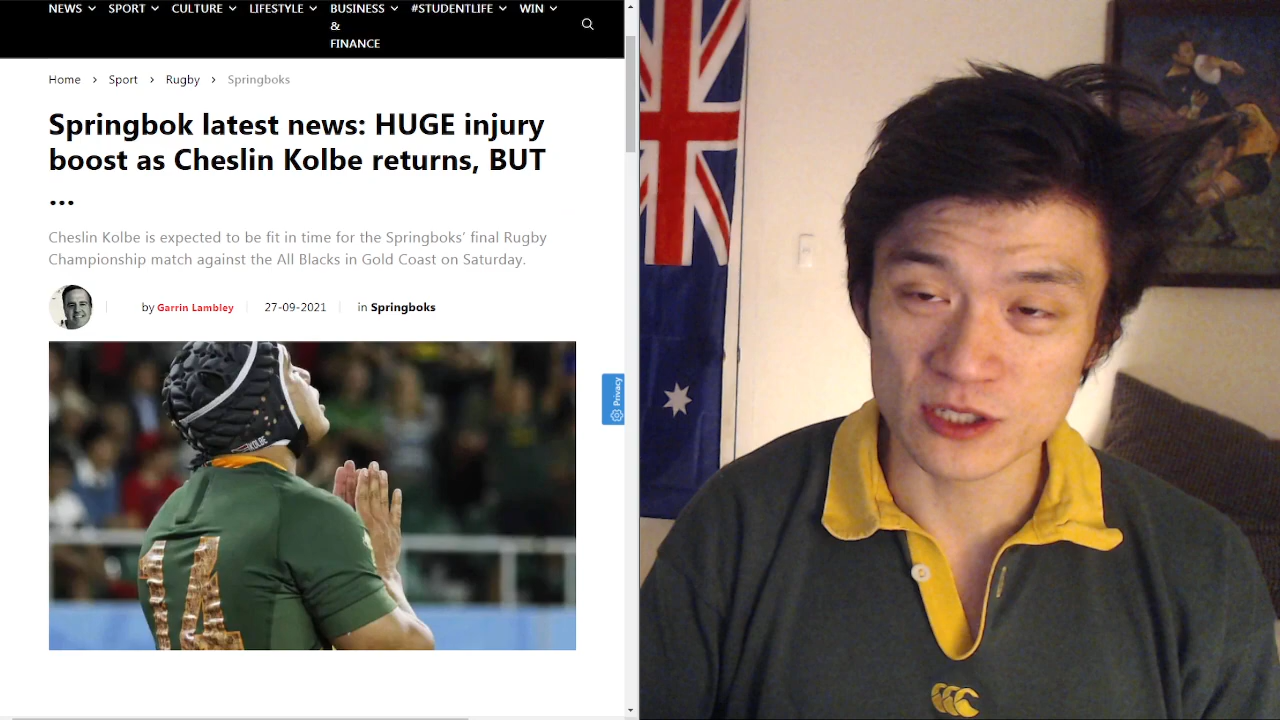 NEWS SPORT CULTURE LIFESTYLE BUSINESS #STUDENTLIFE WIN
&
FINANCE
Home > Sport > Rugby > Springboks
Springbok latest news: HUGE injury
boost as Cheslin Kolbe returns, BUT
...
Cheslin Kolbe is expected to be fit in time for the Springboks’ final Rugby
Championship match against the All Blacks in Gold Coast on Saturday.
by Garrin Lambley 27-09-2021 in Springboks
Privacy
KOLBE
14
CCC